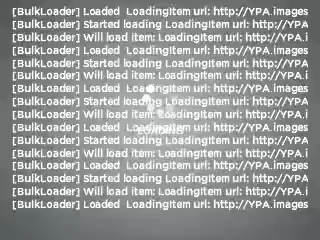 [BulkLoader] Loaded  LoadingItem url: http://YPA.images
[BulkLoader] Started loading LoadingItem url: http://YPA
[BulkLoader] Will load item: LoadingItem url: http://YPA.i
[BulkLoader] Loaded  LoadingItem url: http://YPA.images
[BulkLoader] Started loading LoadingItem url: http://YPA
[BulkLoader] Will load item: LoadingItem url: http://YPA.i
[BulkLoader] Loaded  LoadingItem url: http://YPA.images
[BulkLoader] Started loading LoadingItem url: http://YPA
[BulkLoader] Will load item: LoadingItem url: http://YPA.i
[BulkLoader] Loaded  LoadingItem url: http://YPA.images
[BulkLoader] Started loading LoadingItem url: http://YPA
[BulkLoader] Will load item: LoadingItem url: http://YPA.i
[BulkLoader] Loaded  LoadingItem url: http://YPA.images
[BulkLoader] Started loading LoadingItem url: http://YPA
[BulkLoader] Will load item: LoadingItem url: http://YPA.i
[BulkLoader] Loaded  LoadingItem url: http://YPA.images